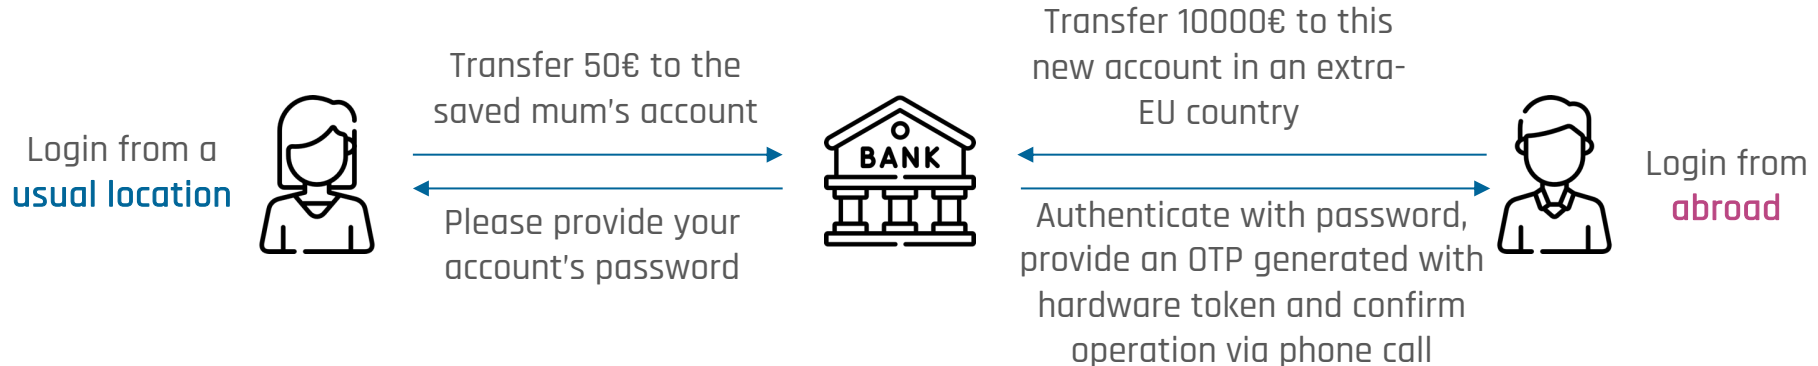 Login from a
usual location
Transfer 50€ to the
saved mum's account
Please provide your
account's password
BANK
Transfer 10000€ to this
new account in an extra-
EU country
Authenticate with password,
provide an OTP generated with
hardware token and confirm
operation via phone call
Login from
abroad